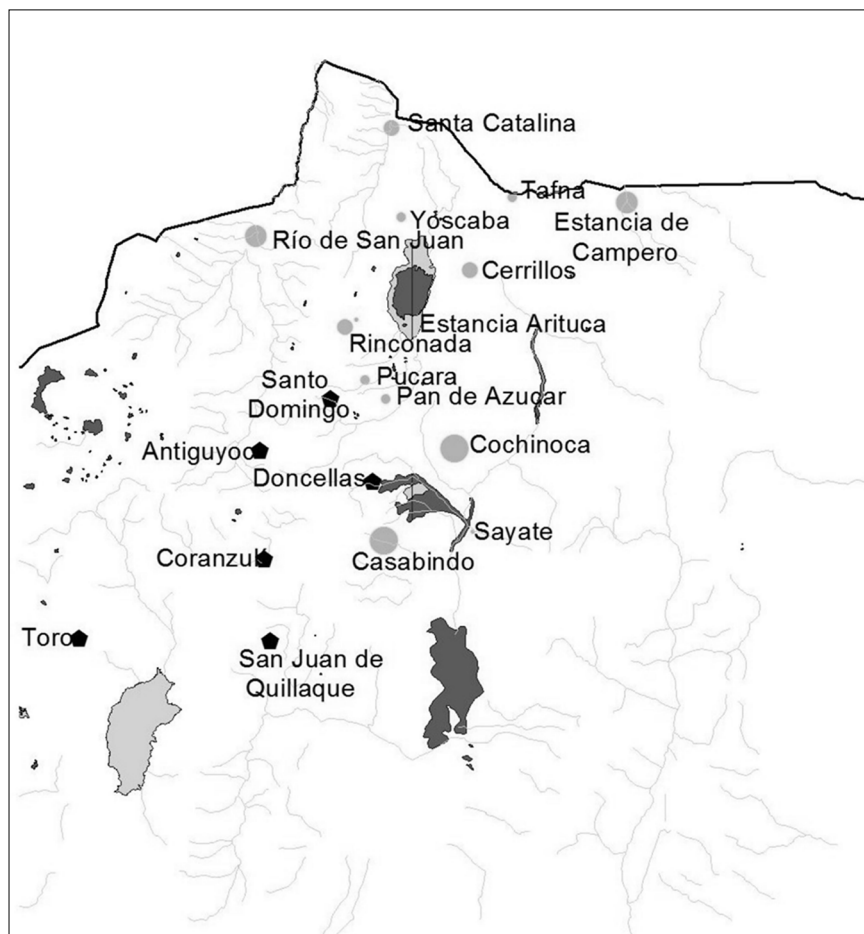 Santa Catalina
Tafna
Yoscaba
Estancia de
Campero
Río de San Juan
Cerrillos
Estancia Arituca
Rinconada
Pucara
Santo
Domingo
Pan de Azucar
Antiguyoc
Cochinoca
Doncellas
Sayate
Coranzulí
Casabindo
Toro
San Juan de
Quillaque